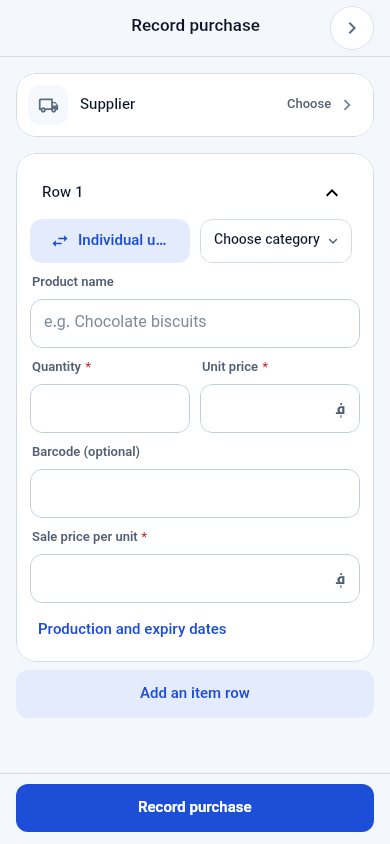 Record purchase
Supplier
Choose
Row 1
Individual u...
Choose category
Product name
e.g. Chocolate biscuits
Quantity *
Unit price *
Barcode (optional)
Sale price per unit *
Production and expiry dates
Add an item row
Record purchase